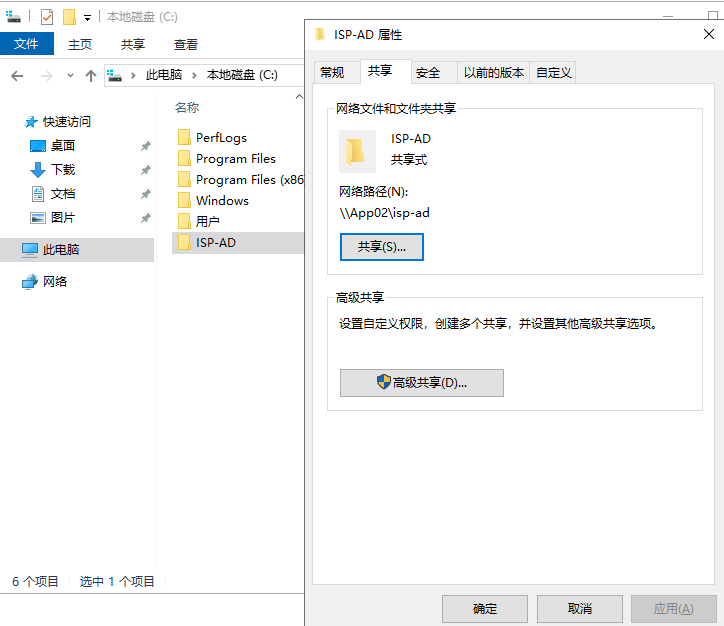 本地磁盘 (C:)
文件 主页 共享 查看
此电脑 本地磁盘 (C:)
快速访问
桌面
下载
文档
图片
此电脑
网络
名称
PerfLogs
Program Files
Program Files (x86
Windows
用户
ISP-AD
6 个项目 选中 1 个项目
ISP-AD 属性
常规 共享 安全 以前的版本 自定义
网络文件和文件夹共享
ISP-AD
共享式
网络路径(N):
\\App02\isp-ad
共享(S)...
高级共享
设置自定义权限，创建多个共享，并设置其他高级共享选项。
高级共享(D)...
确定 取消 应用(A)